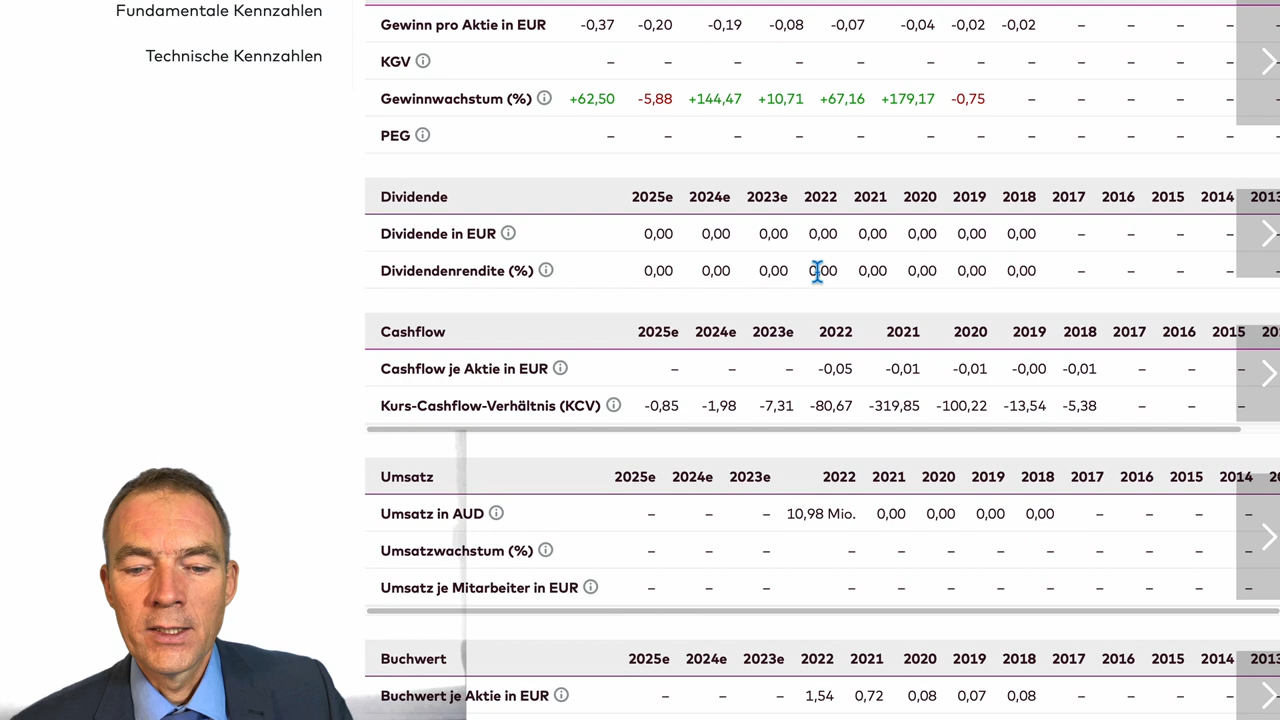 Fundamentale Kennzahlen
Technische Kennzahlen
Gewinn pro Aktie in EUR -0,37 -0,20 -0,19 -0,08 -0,07 -0,04 -0,02 -0,02 – – – – –
KGV – – – – – – – – – – – – –
Gewinnwachstum (%) +62,50 -5,88 +144,47 +10,71 +67,16 +179,17 -0,75 – – – – – –
PEG – – – – – – – – – – – – –
Dividende 2025e 2024e 2023e 2022 2021 2020 2019 2018 2017 2016 2015 2014 2013
Dividende in EUR 0,00 0,00 0,00 0,00 0,00 0,00 0,00 0,00 – – – – –
Dividendenrendite (%) 0,00 0,00 0,00 0,00 0,00 0,00 0,00 0,00 – – – – –
Cashflow 2025e 2024e 2023e 2022 2021 2020 2019 2018 2017 2016 2015
Cashflow je Aktie in EUR – – – -0,05 -0,01 -0,01 -0,00 -0,01 – – –
Kurs-Cashflow-Verhältnis (KCV) -0,85 -1,98 -7,31 -80,67 -319,85 -100,22 -13,54 -5,38 – – –
Umsatz 2025e 2024e 2023e 2022 2021 2020 2019 2018 2017 2016 2015 2014
Umsatz in AUD – – – 10,98 Mio. 0,00 0,00 0,00 0,00 – – – –
Umsatzwachstum (%) – – – – – – – – – – – –
Umsatz je Mitarbeiter in EUR – – – – – – – – – – – –
Buchwert 2025e 2024e 2023e 2022 2021 2020 2019 2018 2017 2016 2015 2014 2013
Buchwert je Aktie in EUR – – – 1,54 0,72 0,08 0,07 0,08 – – – – –